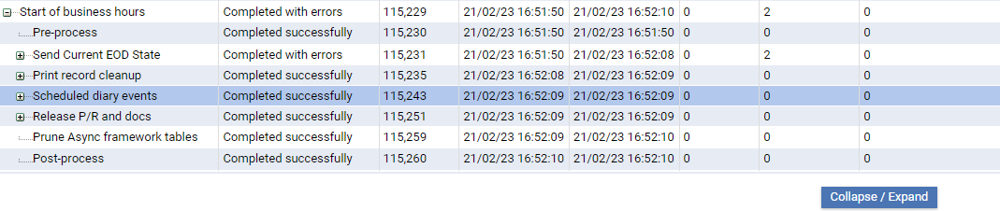 Start of business hours Completed with errors 115,229 21/02/23 16:51:50 21/02/23 16:52:10 0 2 0
Pre-process Completed successfully 115,230 21/02/23 16:51:50 21/02/23 16:51:50 0 0 0
Send Current EOD State Completed with errors 115,231 21/02/23 16:51:50 21/02/23 16:52:08 0 2 0
Print record cleanup Completed successfully 115,235 21/02/23 16:52:08 21/02/23 16:52:09 0 0 0
Scheduled diary events Completed successfully 115,243 21/02/23 16:52:09 21/02/23 16:52:09 0 0 0
Release P/R and docs Completed successfully 115,251 21/02/23 16:52:09 21/02/23 16:52:09 0 0 0
Prune Async framework tables Completed successfully 115,259 21/02/23 16:52:09 21/02/23 16:52:10 0 0 0
Post-process Completed successfully 115,260 21/02/23 16:52:10 21/02/23 16:52:10 0 0 0
Collapse / Expand